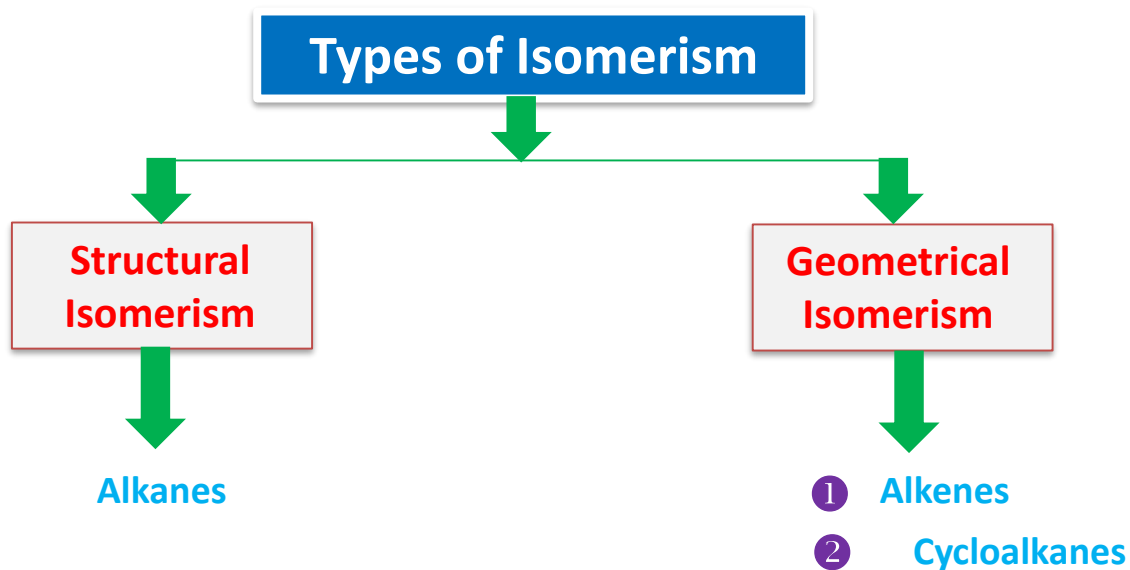 Types of Isomerism
Structural
Isomerism
Geometrical
Isomerism
Alkanes
1 Alkenes
2 Cycloalkanes